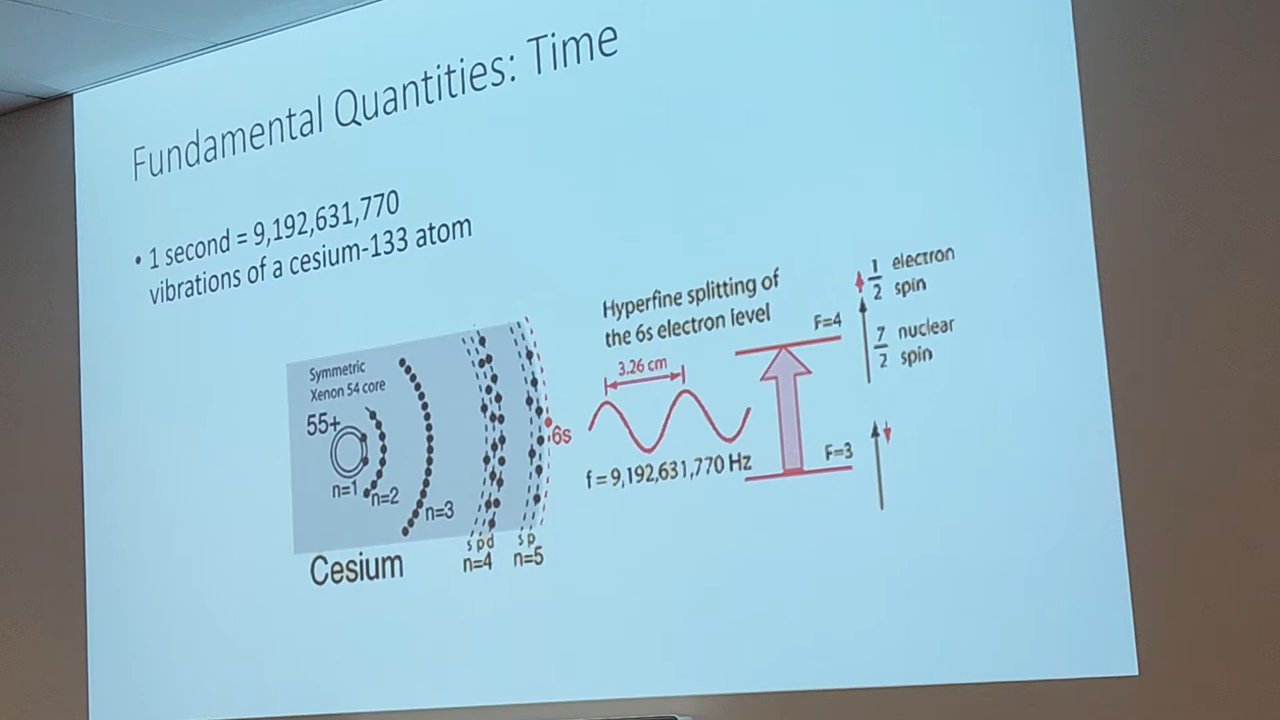 Fundamental Quantities: Time
• 1 second = 9,192,631,770
vibrations of a cesium-133 atom
Symmetric
Xenon 54 core
55+
n=1
n=2
n=3
s p d
n=4
s p
n=5
6s
Cesium
Hyperfine splitting of
the 6s electron level
3.26 cm
f = 9,192,631,770 Hz
F=4
F=3
1/2 electron
spin
7/2 nuclear
spin